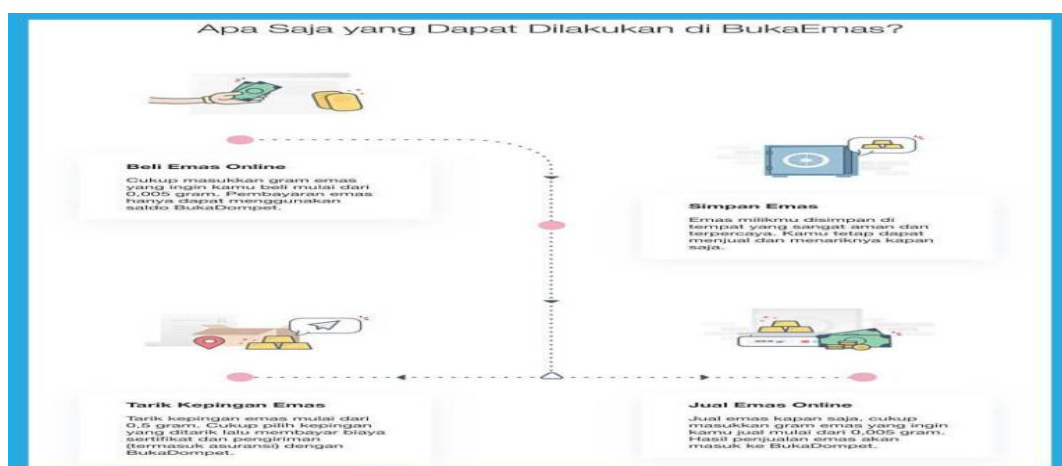 Apa Saja yang Dapat Dilakukan di BukaEmas?
Beli Emas Online
Cukup masukkan gram emas
yang ingin kamu beli mulai dari
0,005 gram. Pembayaran emas
hanya dapat menggunakan
saldo BukaDompet.
Simpan Emas
Emas milikmu disimpan di
tempat yang sangat aman dan
terpercaya. Kamu tetap dapat
menjual dan menariknya kapan
saja.
Tarik Kepingan Emas
Tarik kepingan emas mulai dari
0,5 gram. Cukup pilih kepingan
yang ditarik lalu membayar biaya
sertifikat dan pengiriman
(termasuk asuransi) dengan
BukaDompet.
Jual Emas Online
Jual emas kapan saja, cukup
masukkan gram emas yang ingin
kamu jual mulai dari 0,005 gram.
Hasil penjualan emas akan
masuk ke BukaDompet.